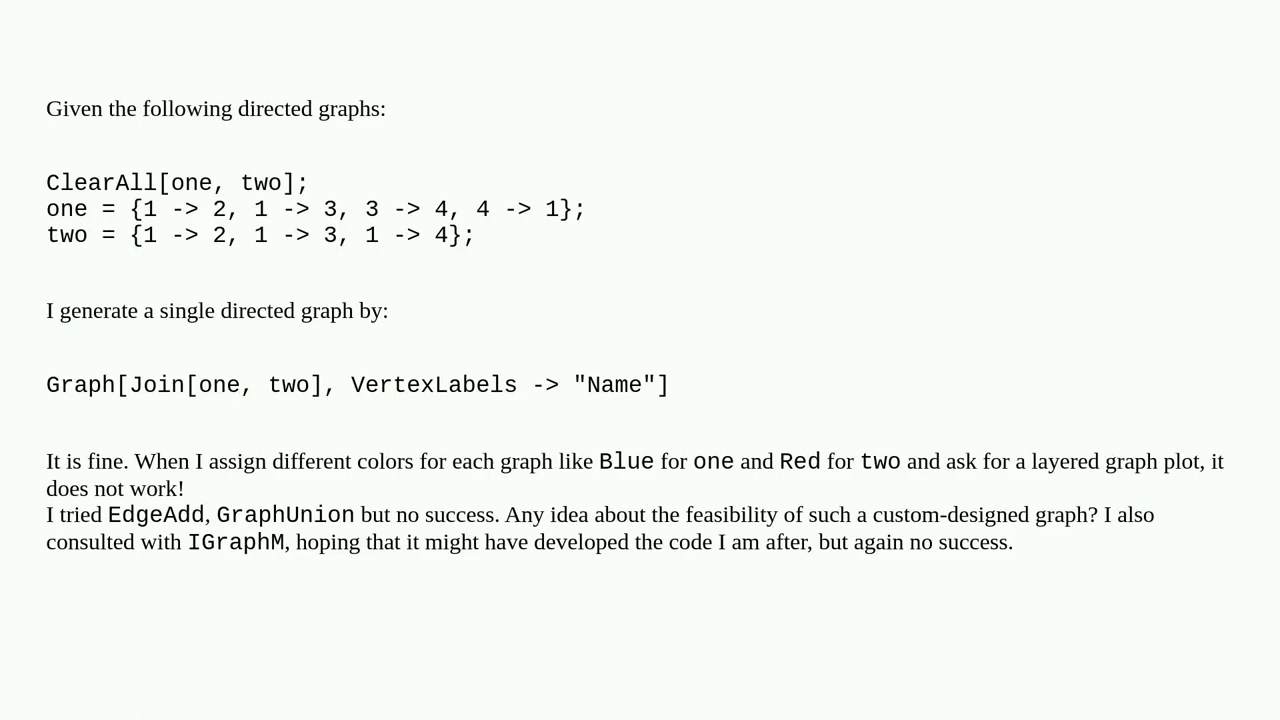 Given the following directed graphs:
ClearAll[one, two];
one = {1 -> 2, 1 -> 3, 3 -> 4, 4 -> 1};
two = {1 -> 2, 1 -> 3, 1 -> 4};
I generate a single directed graph by:
Graph[Join[one, two], VertexLabels -> "Name"]
It is fine. When I assign different colors for each graph like Blue for one and Red for two and ask for a layered graph plot, it
does not work!
I tried EdgeAdd, GraphUnion but no success. Any idea about the feasibility of such a custom-designed graph? I also
consulted with IGraphM, hoping that it might have developed the code I am after, but again no success.